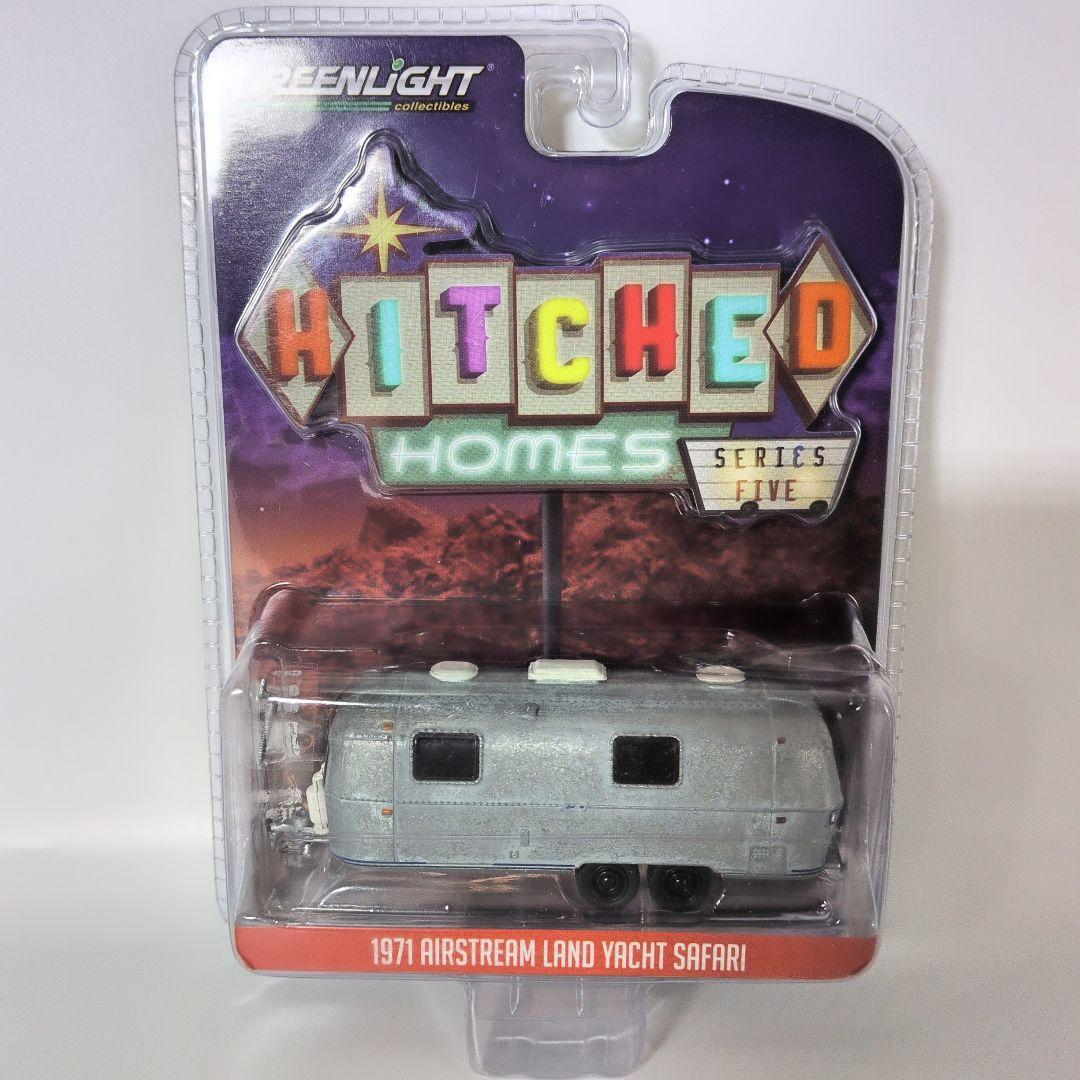 GREENLIGHT®
collectibles
HITCHED
HOMES
SERIES
FIVE
1971 AIRSTREAM LAND YACHT SAFARI